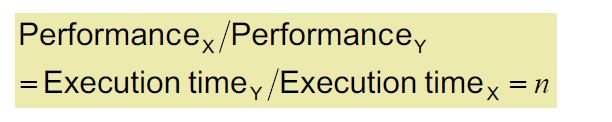 Performance_X/Performance_Y
=Execution time_Y/Execution time_X = n